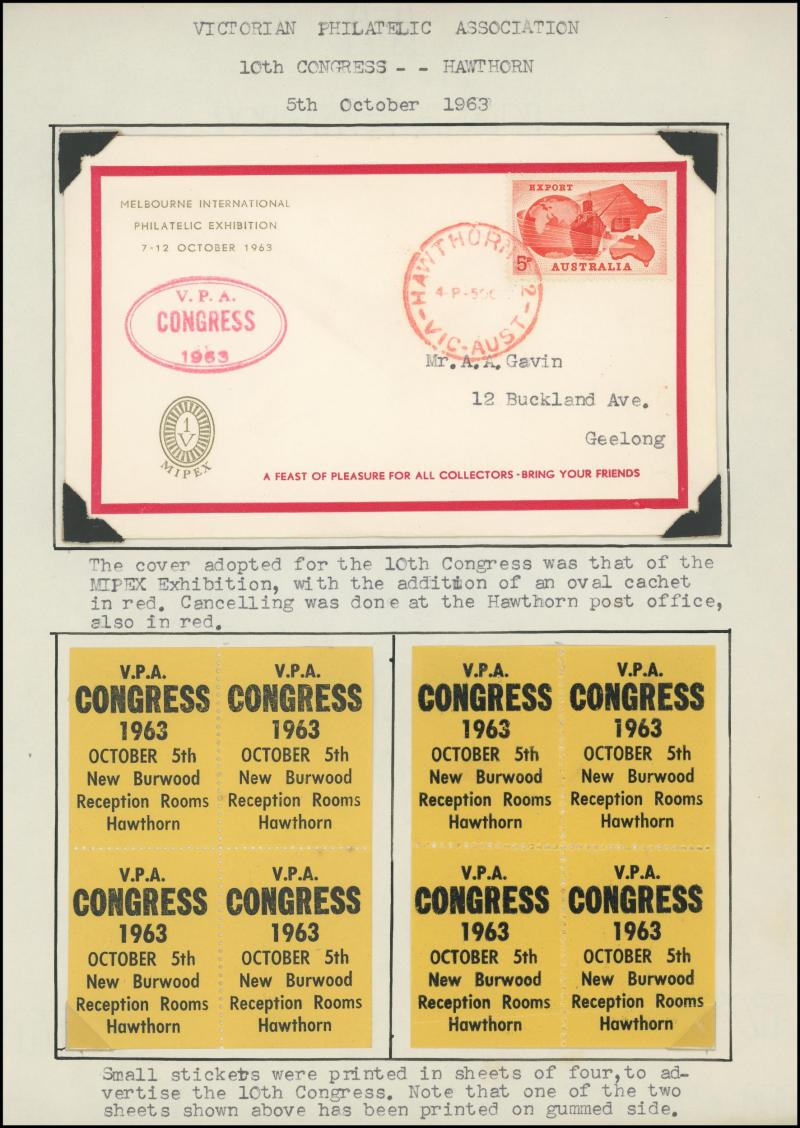 VICTORIAN PHILATELIC ASSOCIATION
10th CONGRESS - - HAWTHORN
5th October 1963
MELBOURNE INTERNATIONAL
PHILATELIC EXHIBITION
7-12 OCTOBER 1963
EXPORT
5D
AUSTRALIA
HAWTHORN
2
4-P-5OC
VIC-AUST
V.P.A.
CONGRESS
1963
Mr. A.A. Gavin
12 Buckland Ave.
Geelong
1
V
MIPEX
A FEAST OF PLEASURE FOR ALL COLLECTORS - BRING YOUR FRIENDS
The cover adopted for the 10th Congress was that of the
MIPEX Exhibition, with the addition of an oval cachet
in red. Cancelling was done at the Hawthorn post office,
also in red.
V.P.A.
CONGRESS
1963
OCTOBER 5th
New Burwood
Reception Rooms
Hawthorn
V.P.A.
CONGRESS
1963
OCTOBER 5th
New Burwood
Reception Rooms
Hawthorn
V.P.A.
CONGRESS
1963
OCTOBER 5th
New Burwood
Reception Rooms
Hawthorn
V.P.A.
CONGRESS
1963
OCTOBER 5th
New Burwood
Reception Rooms
Hawthorn
V.P.A.
CONGRESS
1963
OCTOBER 5th
New Burwood
Reception Rooms
Hawthorn
V.P.A.
CONGRESS
1963
OCTOBER 5th
New Burwood
Reception Rooms
Hawthorn
V.P.A.
CONGRESS
1963
OCTOBER 5th
New Burwood
Reception Rooms
Hawthorn
V.P.A.
CONGRESS
1963
OCTOBER 5th
New Burwood
Reception Rooms
Hawthorn
Small stickets were printed in sheets of four, to ad-
vertise the 10th Congress. Note that one of the two
sheets shown above has been printed on gummed side.